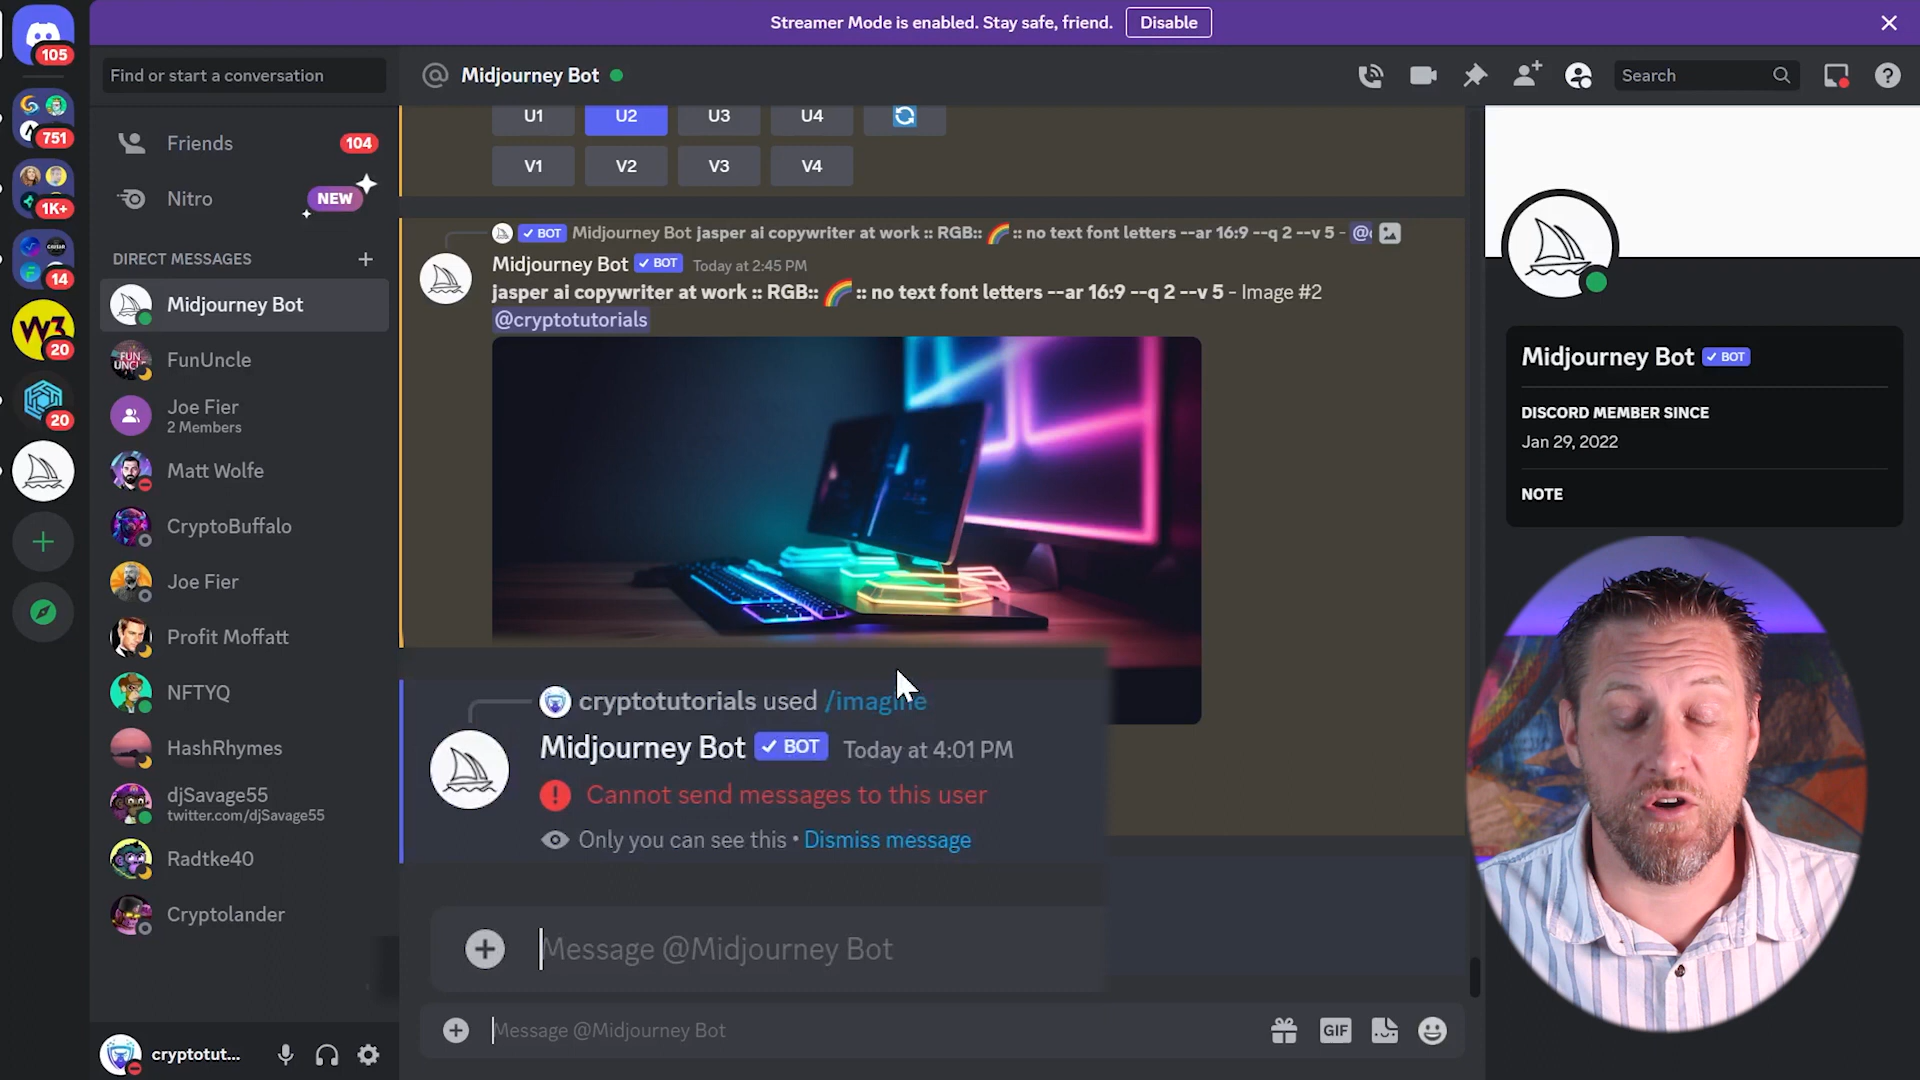 Streamer Mode is enabled. Stay safe, friend. Disable
105
751
1K+
14
W3
20
20
Find or start a conversation
Friends 104
Nitro NEW
DIRECT MESSAGES
Midjourney Bot
FUN UNCLE
FunUncle
Joe Fier
2 Members
Matt Wolfe
CryptoBuffalo
Joe Fier
Profit Moffatt
NFTYQ
HashRhymes
djSavage55
twitter.com/djSavage55
Radtke40
Cryptolander
cryptotut...
@ Midjourney Bot
Search
U1 U2 U3 U4
V1 V2 V3 V4
BOT Midjourney Bot jasper ai copywriter at work :: RGB:: 🌈 :: no text font letters --ar 16:9 --q 2 --v 5 - @
Midjourney Bot BOT Today at 2:45 PM
jasper ai copywriter at work :: RGB:: 🌈 :: no text font letters --ar 16:9 --q 2 --v 5 - Image #2
@cryptotutorials
cryptotutorials used /imagine
Midjourney Bot BOT Today at 4:01 PM
Cannot send messages to this user
Only you can see this • Dismiss message
Message @Midjourney Bot
Message @Midjourney Bot
GIF
Midjourney Bot BOT
DISCORD MEMBER SINCE
Jan 29, 2022
NOTE